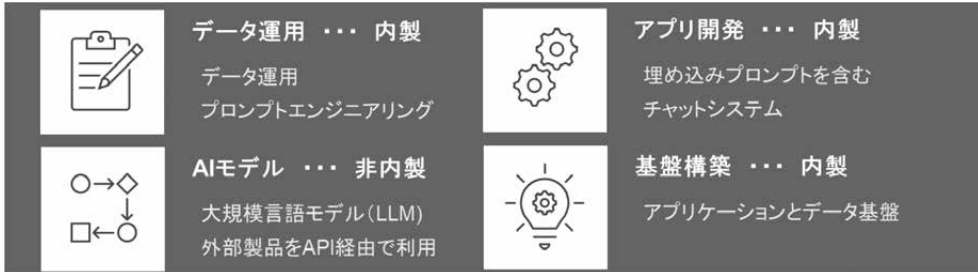 データ運用 ・・・ 内製
データ運用
プロンプトエンジニアリング
アプリ開発 ・・・ 内製
埋め込みプロンプトを含む
チャットシステム
AIモデル ・・・ 非内製
大規模言語モデル(LLM)
外部製品をAPI経由で利用
基盤構築 ・・・ 内製
アプリケーションとデータ基盤